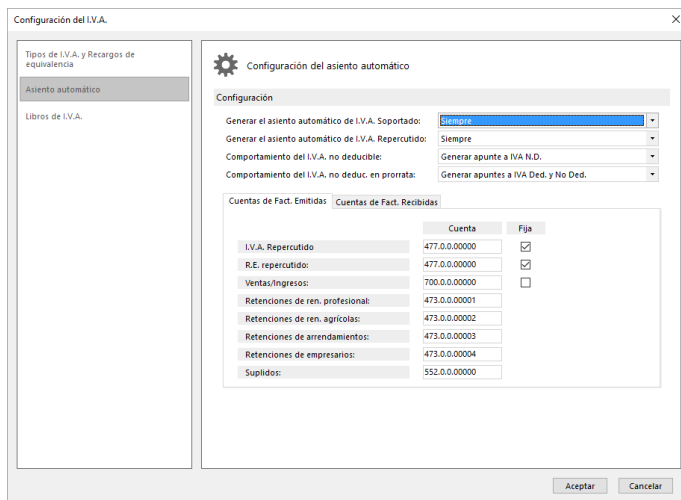 Configuración del I.V.A.
Tipos de I.V.A. y Recargos de
equivalencia
Asiento automático
Libros de I.V.A.
Configuración del asiento automático
Configuración
Generar el asiento automático de I.V.A. Soportado: Siempre
Generar el asiento automático de I.V.A. Repercutido: Siempre
Comportamiento del I.V.A. no deducible: Generar apunte a IVA N.D.
Comportamiento del I.V.A. no deduc. en prorrata: Generar apuntes a IVA Ded. y No Ded.
Cuentas de Fact. Emitidas Cuentas de Fact. Recibidas
Cuenta Fija
I.V.A. Repercutido 477.0.0.00000
R.E. repercutido: 477.0.0.00000
Ventas/Ingresos: 700.0.0.00000
Retenciones de ren. profesional: 473.0.0.00001
Retenciones de ren. agrícolas: 473.0.0.00002
Retenciones de arrendamientos: 473.0.0.00003
Retenciones de empresarios: 473.0.0.00004
Suplidos: 552.0.0.00000
Aceptar Cancelar